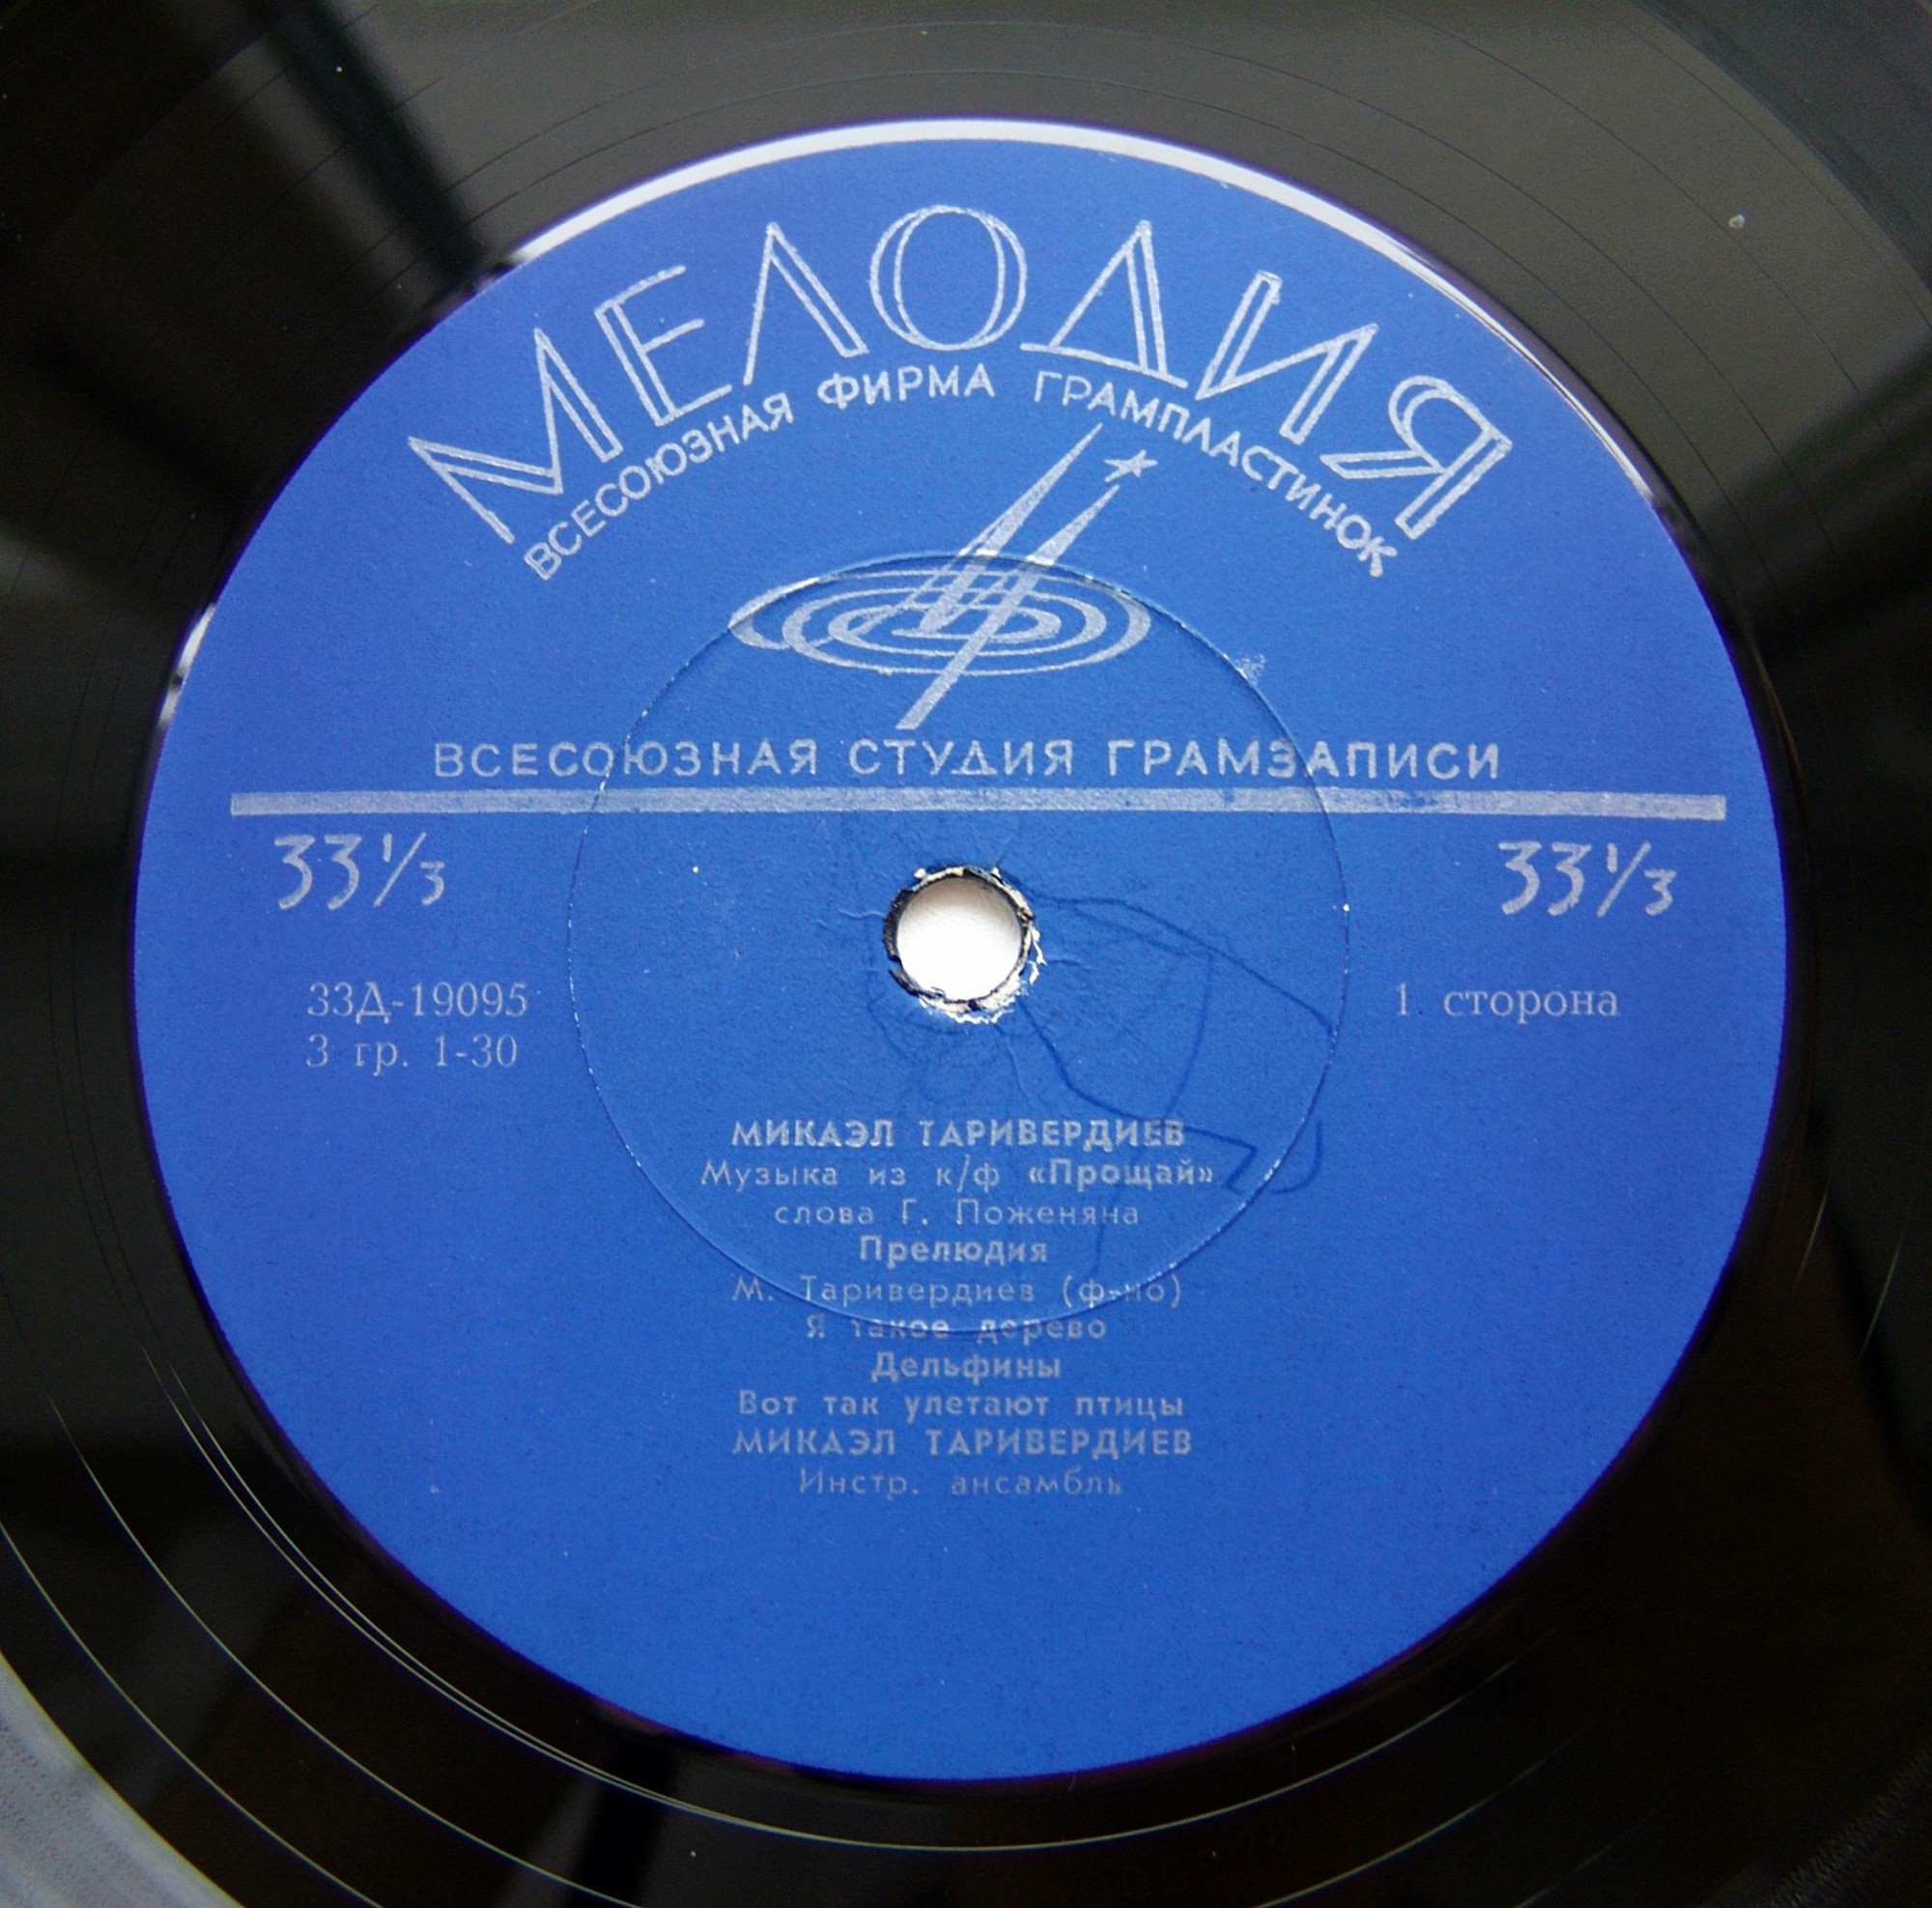 МЕЛОДИЯ
ВСЕСОЮЗНАЯ ФИРМА ГРАМПЛАСТИНОК
ВСЕСОЮЗНАЯ СТУДИЯ ГРАМЗАПИСИ
33⅓ 33⅓
33Д-19095 1 сторона
3 гр. 1-30
МИКАЭЛ ТАРИВЕРДИЕВ
Музыка из к/ф «Прощай»
слова Г. Поженяна
Прелюдия
М. Таривердиев (ф-но)
Я такое дерево
Дельфины
Вот так улетают птицы
МИКАЭЛ ТАРИВЕРДИЕВ
Инстр. ансамбль